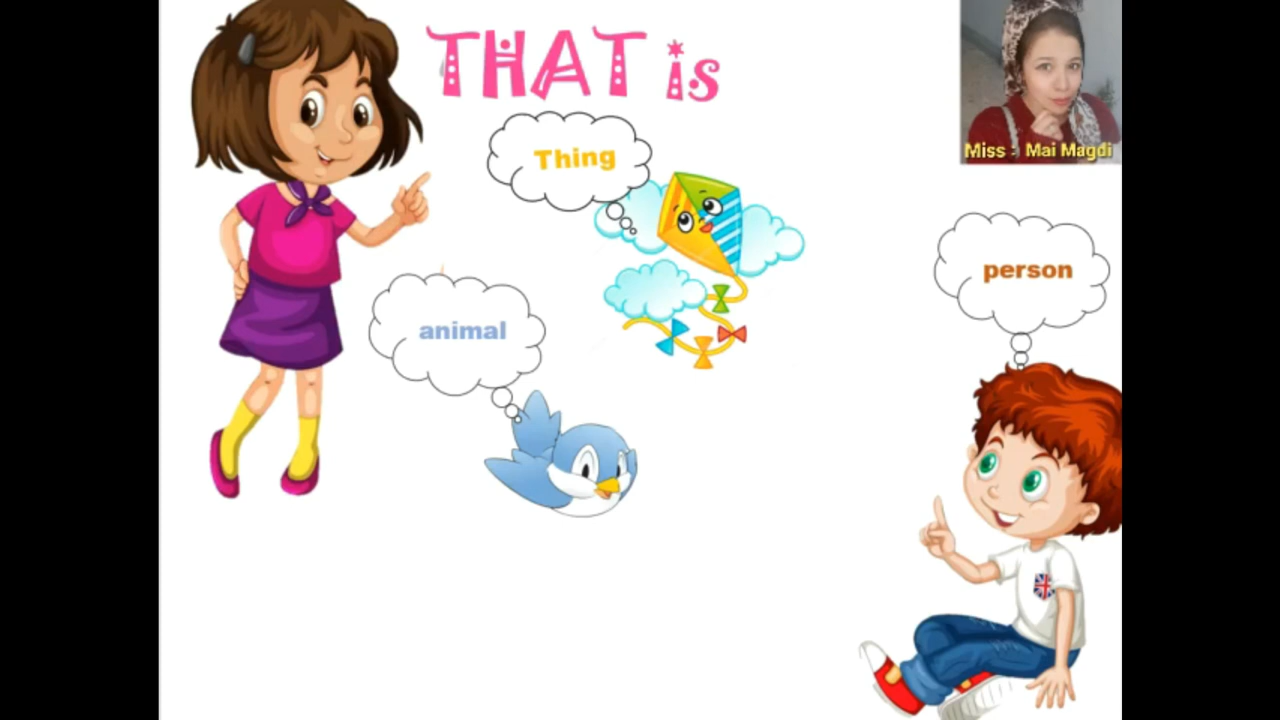 THAT is
Thing
Miss : Mai Magdi
person
animal